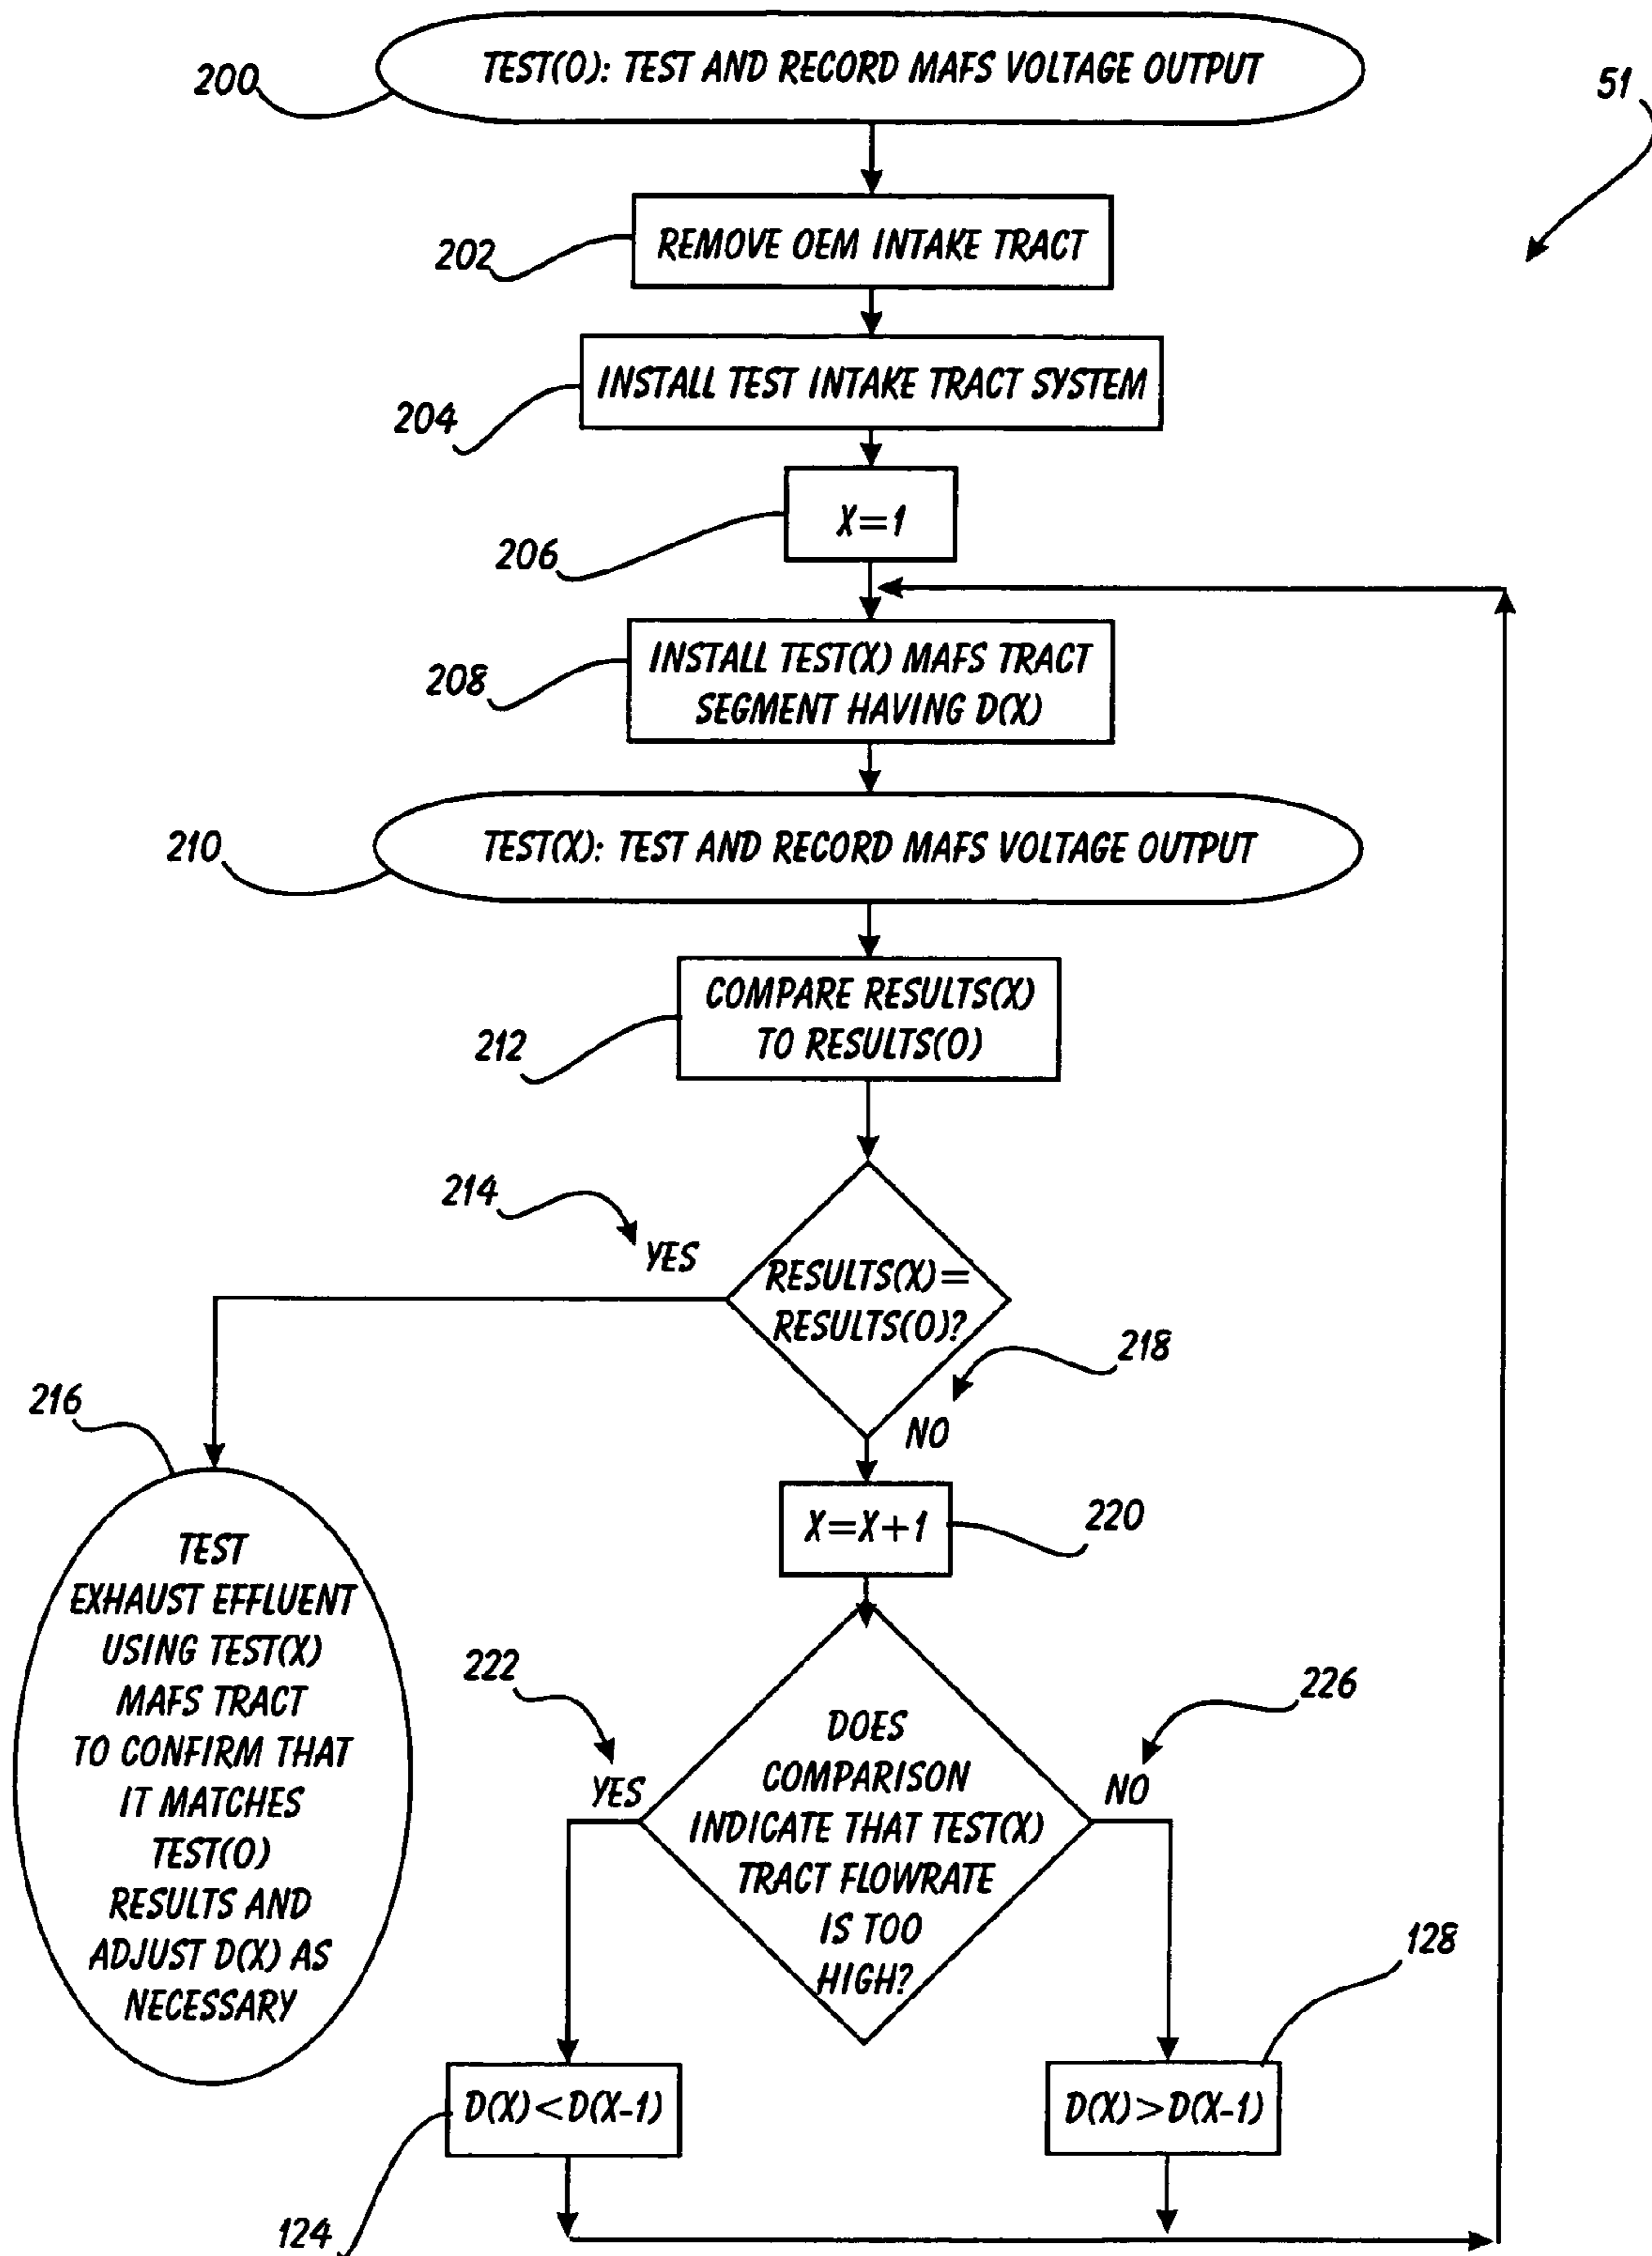 TEST(0): TEST AND RECORD MAFS VOLTAGE OUTPUT
200
51
REMOVE OEM INTAKE TRACT
202
INSTALL TEST INTAKE TRACT SYSTEM
204
X=1
206
INSTALL TEST(X) MAFS TRACT
SEGMENT HAVING D(X)
208
TEST(X): TEST AND RECORD MAFS VOLTAGE OUTPUT
210
COMPARE RESULTS(X)
TO RESULTS(0)
212
214
YES
RESULTS(X)=
RESULTS(0)?
218
NO
216
TEST
EXHAUST EFFLUENT
USING TEST(X)
MAFS TRACT
TO CONFIRM THAT
IT MATCHES
TEST(0)
RESULTS AND
ADJUST D(X) AS
NECESSARY
X=X+1
220
222
YES
226
NO
DOES
COMPARISON
INDICATE THAT TEST(X)
TRACT FLOWRATE
IS TOO
HIGH?
128
D(X)<D(X-1)
D(X)>D(X-1)
124